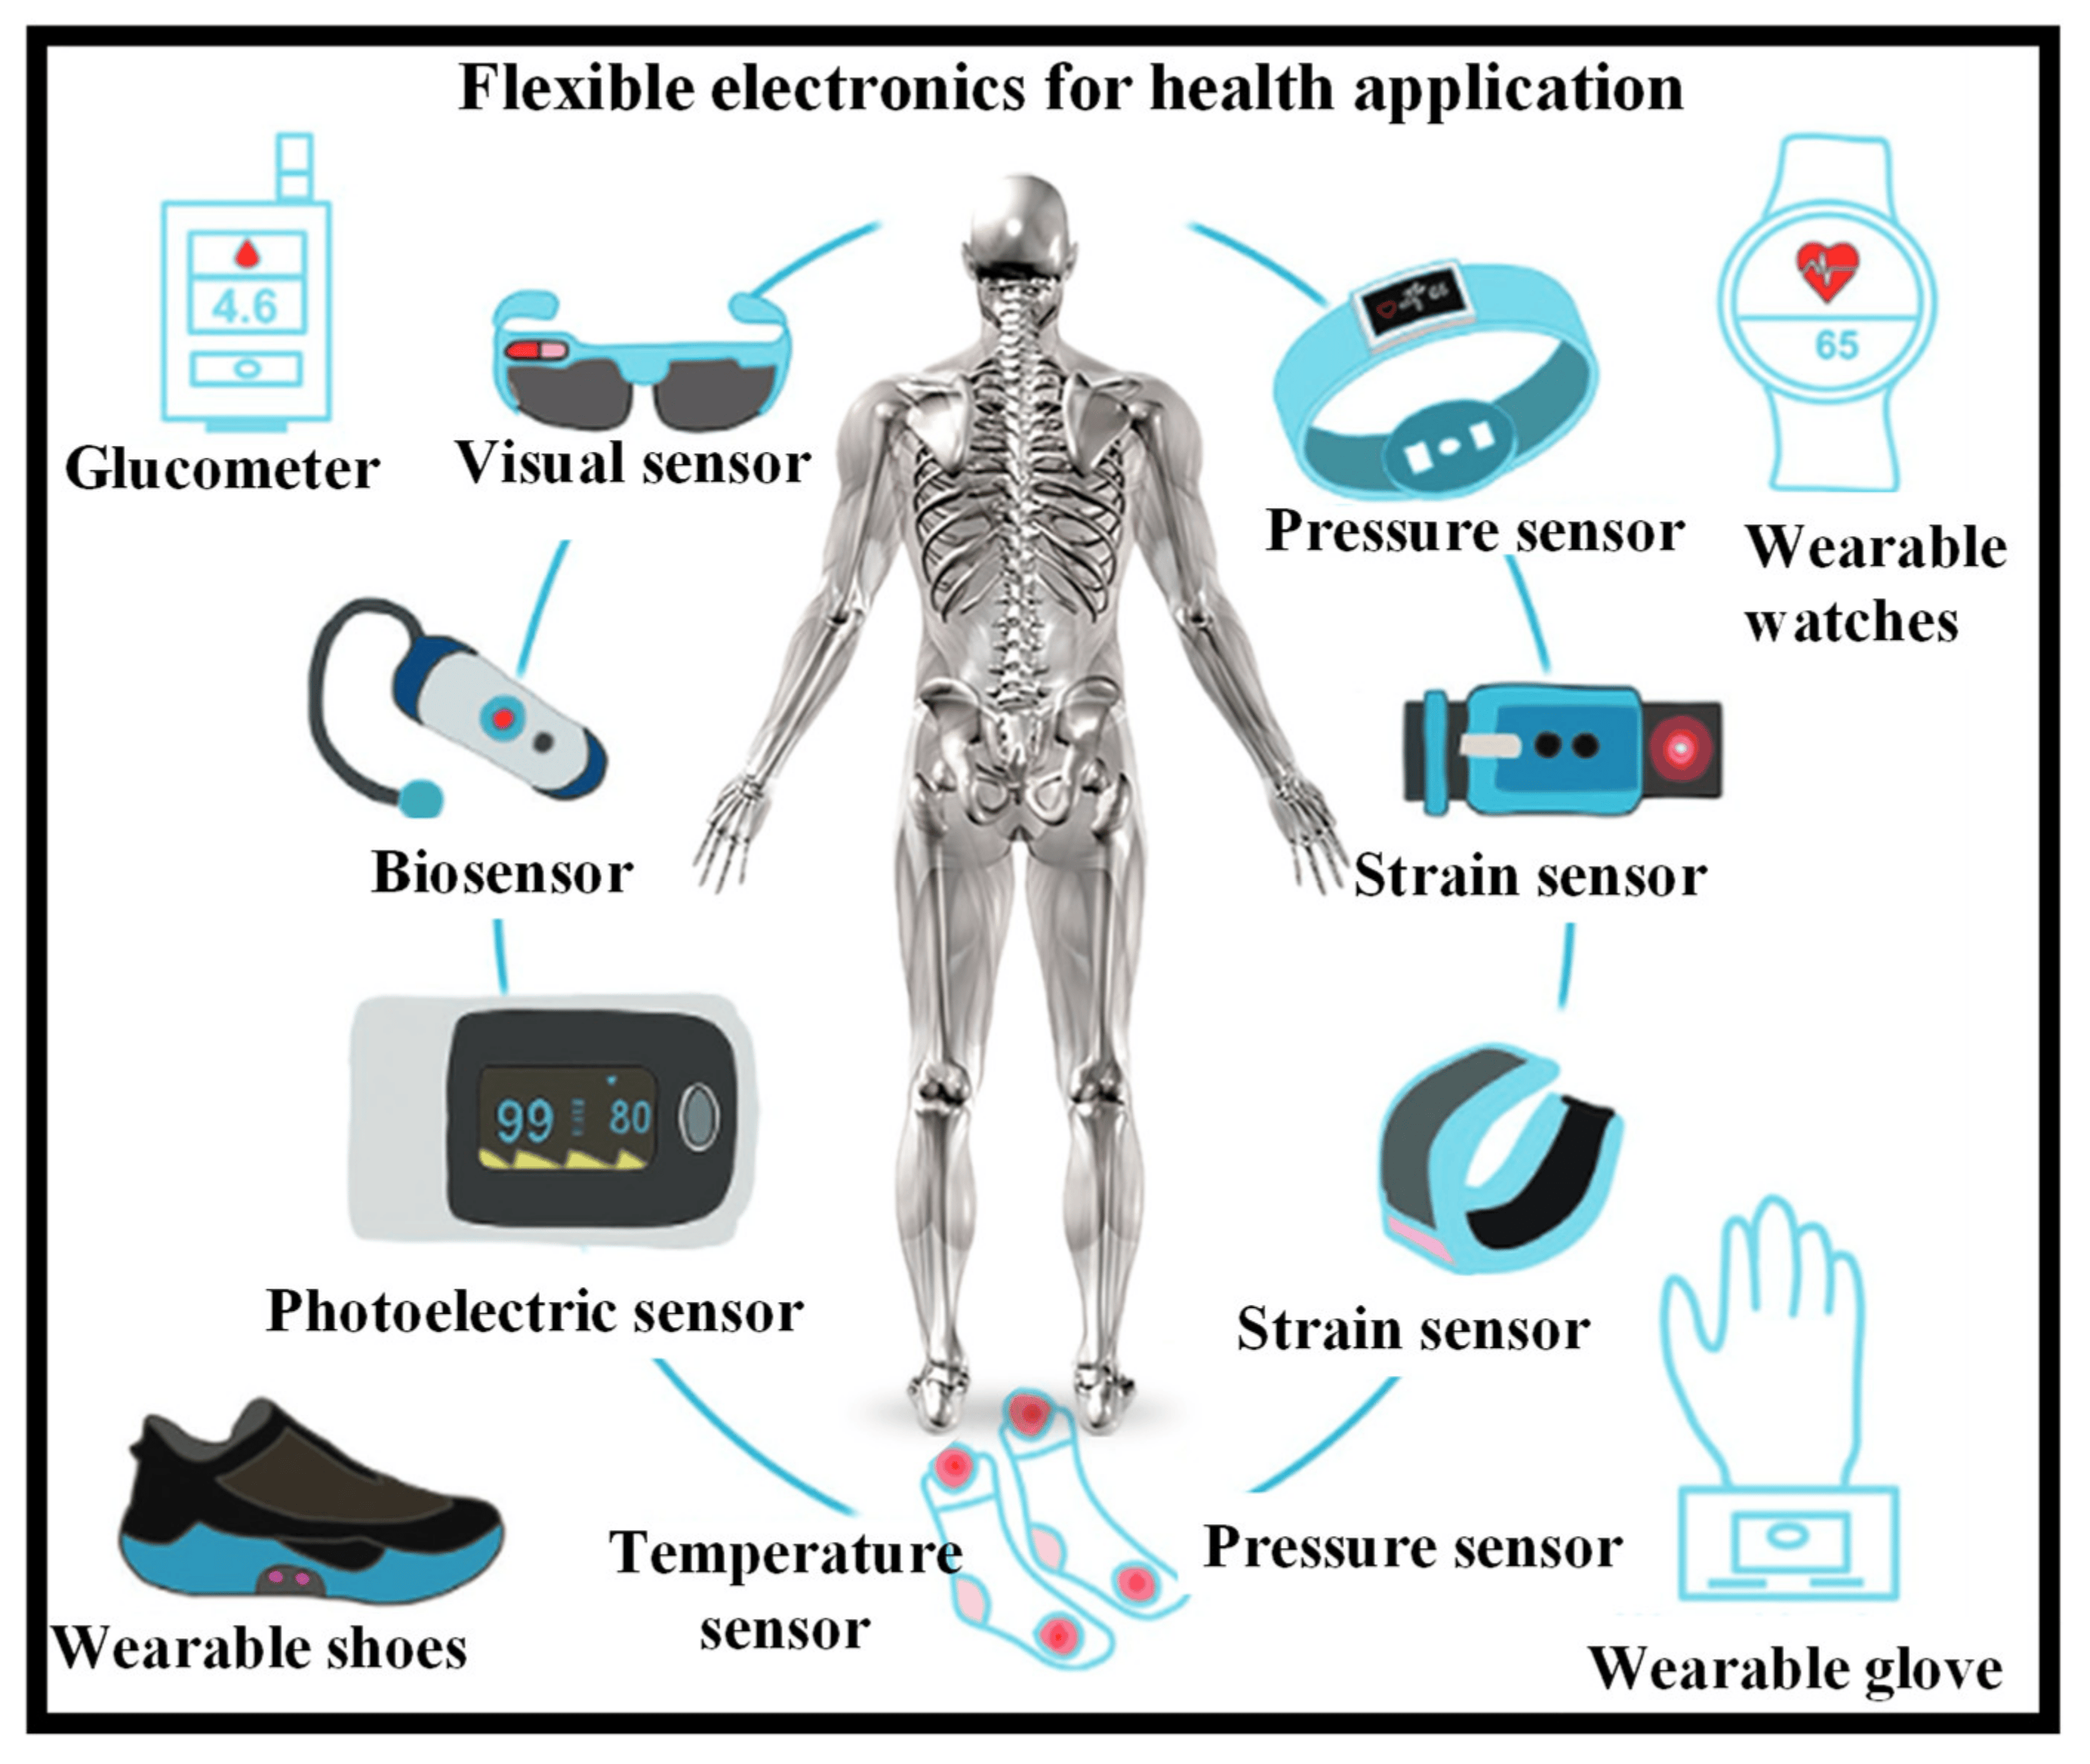 Flexible electronics for health application
4.6
Glucometer
Visual sensor
65
Pressure sensor
65
Wearable
watches
Biosensor
Strain sensor
99 80
Photoelectric sensor
Strain sensor
Wearable shoes
Temperature
sensor
Pressure sensor
Wearable glove